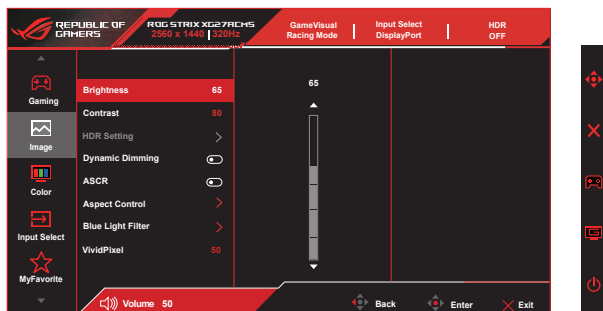 REPUBLIC OF
GAMERS
ROG STRIX XG27ACMS
2560 x 1440 320Hz
GameVisual
Racing Mode
Input Select
DisplayPort
HDR
OFF
Gaming
Image
Color
Input Select
MyFavorite
Brightness 65
Contrast 80
HDR Setting
Dynamic Dimming
ASCR
Aspect Control
Blue Light Filter
VividPixel 50
65
Volume 50
Back
Enter
Exit